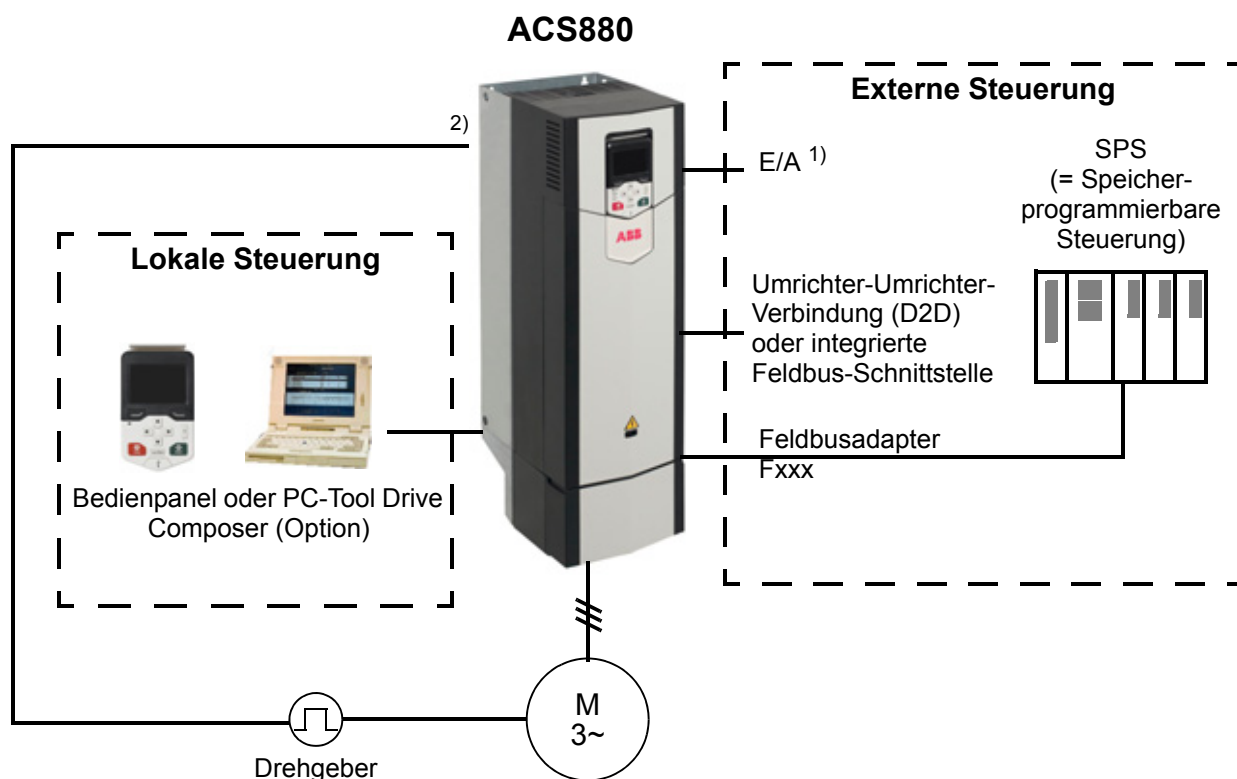 ACS880
Externe Steuerung
2)
E/A 1)
SPS
(= Speicher-
programmierbare
Steuerung)
Lokale Steuerung
ABB
Umrichter-Umrichter-
Verbindung (D2D)
oder integrierte
Feldbus-Schnittstelle
Feldbusadapter
Fxxx
Bedienpanel oder PC-Tool Drive
Composer (Option)
M
3~
Drehgeber